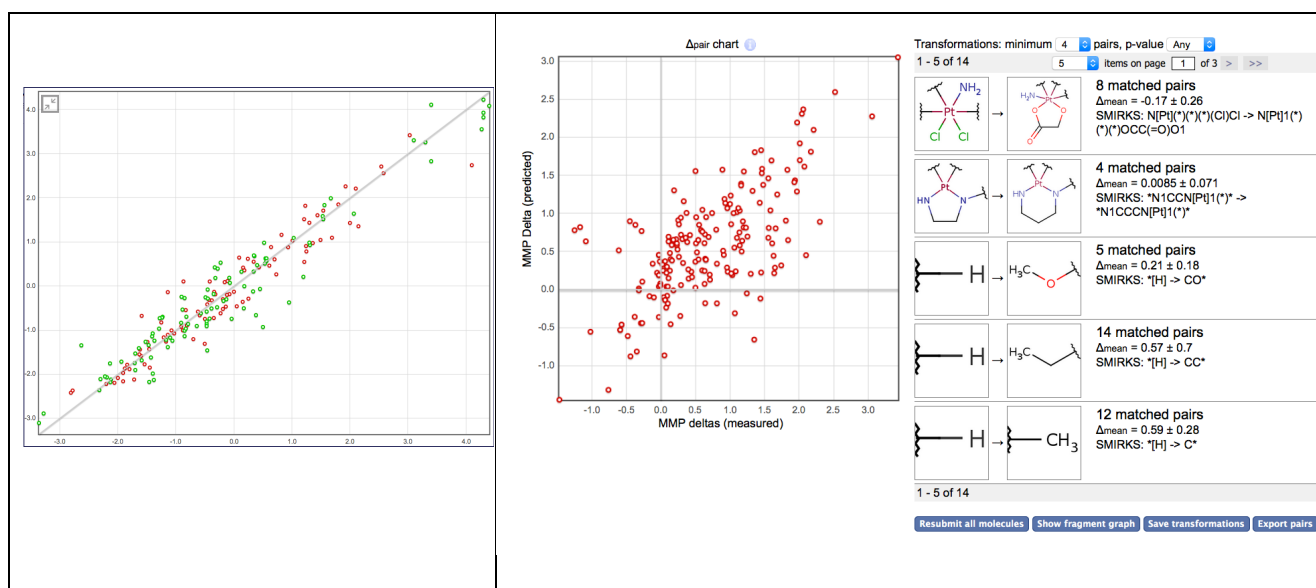 4.0
3.0
2.0
1.0
0.0
-1.0
-2.0
-3.0
-3.0 -2.0 -1.0 0.0 1.0 2.0 3.0 4.0
Δpair chart i
MMP Delta (predicted)
3.0
2.5
2.0
1.5
1.0
0.5
0.0
-0.5
-1.0
-1.0 -0.5 0.0 0.5 1.0 1.5 2.0 2.5 3.0
MMP deltas (measured)
Transformations: minimum 4 pairs, p-value Any
1 - 5 of 14 5 items on page 1 of 3 > >>
NH2
Pt
Cl Cl
→
H2N
Pt
O O
O
8 matched pairs
Δmean = -0.17 ± 0.26
SMIRKS: N[Pt](*)(*)(*)(Cl)Cl -> N[Pt]1(*)
(*)(*)OCC(=O)O1
Pt
HN N
→
Pt
HN N
4 matched pairs
Δmean = 0.0085 ± 0.071
SMIRKS: *N1CCN[Pt]1(*)* ->
*N1CCCN[Pt]1(*)*
H
→
H3C O
5 matched pairs
Δmean = 0.21 ± 0.18
SMIRKS: *[H] -> CO*
H
→
H3C
14 matched pairs
Δmean = 0.57 ± 0.7
SMIRKS: *[H] -> CC*
H
→
CH3
12 matched pairs
Δmean = 0.59 ± 0.28
SMIRKS: *[H] -> C*
1 - 5 of 14
Resubmit all molecules Show fragment graph Save transformations Export pairs